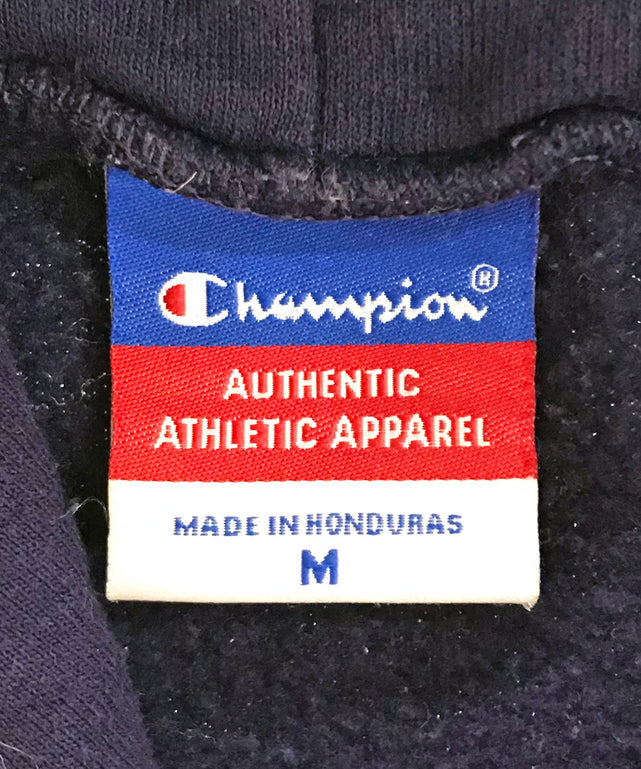 Champion®
AUTHENTIC
ATHLETIC APPAREL
MADE IN HONDURAS
M